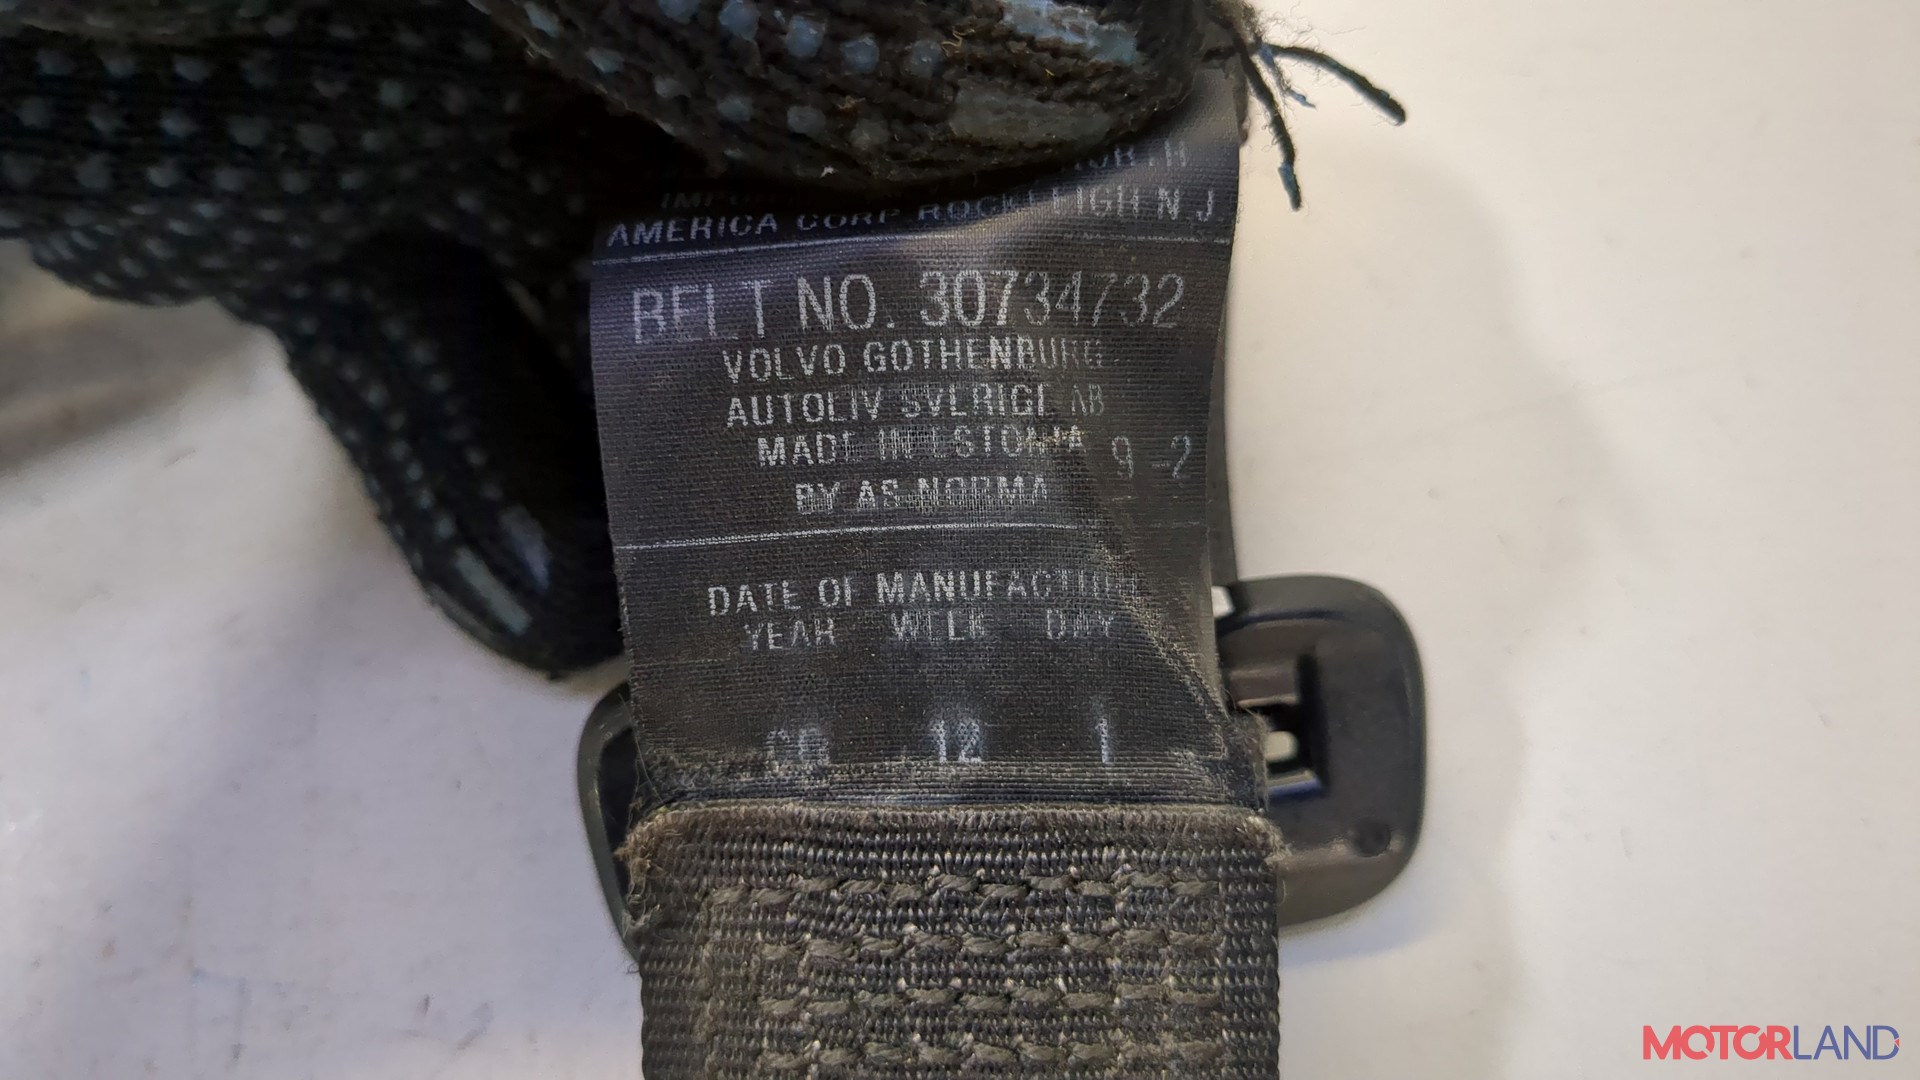 AMERICA CORP ROCKLEIGH N.J.
BELT NO. 30734732
VOLVO GOTHENBURG
AUTOLIV SVERIGE AB
MADE IN ESTONIA 9-2
BY AS NORMA
DATE OF MANUFACTURE
YEAR WEEK DAY
12 1
MOTORLAND